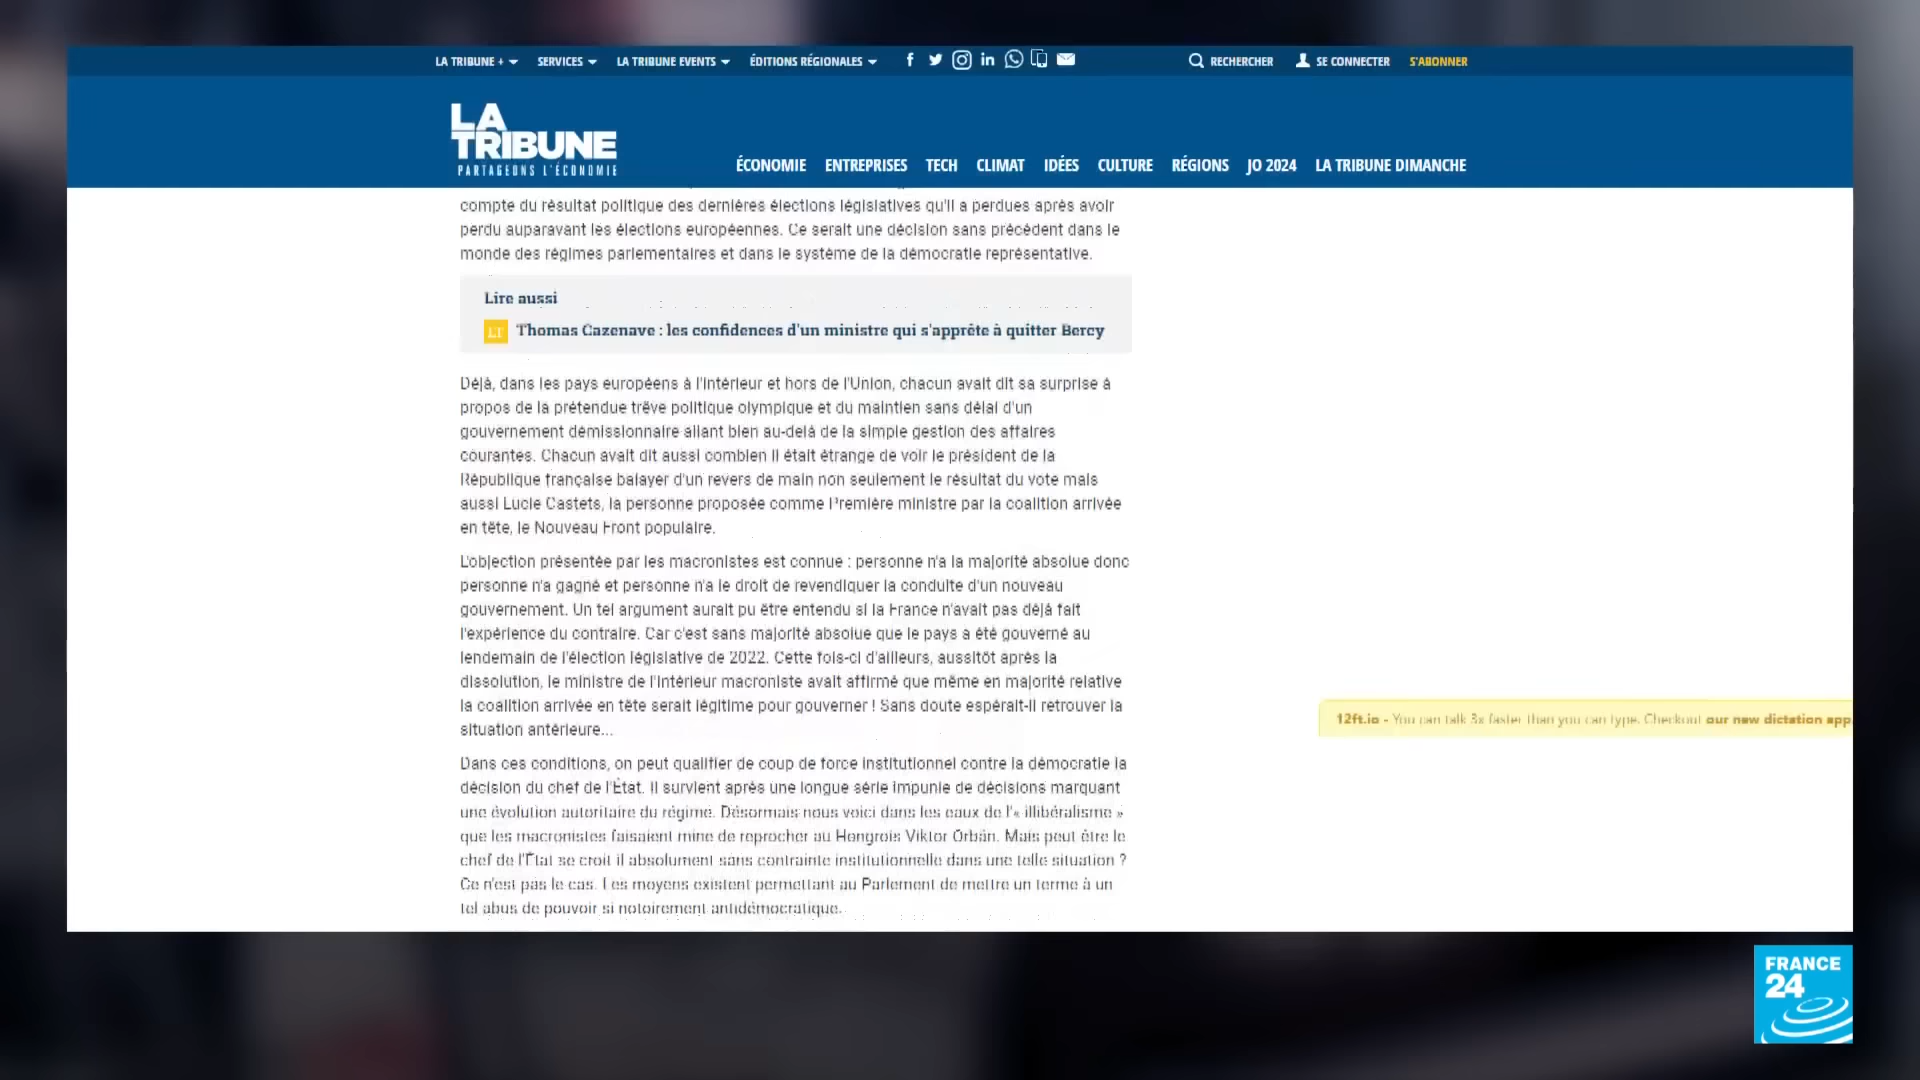 LA TRIBUNE + SERVICES LA TRIBUNE EVENTS ÉDITIONS RÉGIONALES RECHERCHER SE CONNECTER S'ABONNER
LA
TRIBUNE
PARTAGEONS L'ÉCONOMIE
ÉCONOMIE ENTREPRISES TECH CLIMAT IDÉES CULTURE RÉGIONS JO 2024 LA TRIBUNE DIMANCHE
compte du résultat politique des dernières élections législatives qu'il a perdues après avoir
perdu auparavant les élections européennes. Ce serait une décision sans précédent dans le
monde des régimes parlementaires et dans le système de la démocratie représentative.
Lire aussi
LT Thomas Cazenave : les confidences d'un ministre qui s'apprête à quitter Bercy
Déjà, dans les pays européens à l'intérieur et hors de l'Union, chacun avait dit sa surprise à
propos de la prétendue trêve politique olympique et du maintien sans délai d'un
gouvernement démissionnaire allant bien au-delà de la simple gestion des affaires
courantes. Chacun avait dit aussi combien il était étrange de voir le président de la
République française balayer d'un revers de main non seulement le résultat du vote mais
aussi Lucie Castets, la personne proposée comme Première ministre par la coalition arrivée
en tête, le Nouveau Front populaire.
L'objection présentée par les macronistes est connue : personne n'a la majorité absolue donc
personne n'a gagné et personne n'a le droit de revendiquer la conduite d'un nouveau
gouvernement. Un tel argument aurait pu être entendu si la France n'avait pas déjà fait
l'expérience du contraire. Car c'est sans majorité absolue que le pays a été gouverné au
lendemain de l'élection législative de 2022. Cette fois-ci d'ailleurs, aussitôt après la
dissolution, le ministre de l'Intérieur macroniste avait affirmé que même en majorité relative
la coalition arrivée en tête serait légitime pour gouverner ! Sans doute espérait-il retrouver la
situation antérieure...
12ft.io - You can talk 3x faster than you can type. Checkout our new dictation app
Dans ces conditions, on peut qualifier de coup de force institutionnel contre la démocratie la
décision du chef de l'État. Il survient après une longue série impunie de décisions marquant
une évolution autoritaire du régime. Désormais nous voici dans les eaux de l'« illibéralisme »
que les macronistes faisaient mine de reprocher au Hongrois Viktor Orbán. Mais peut être le
chef de l'État se croit il absolument sans contrainte institutionnelle dans une telle situation ?
Ce n'est pas le cas. Les moyens existent permettant au Parlement de mettre un terme à un
tel abus de pouvoir si notoirement antidémocratique.
FRANCE
24